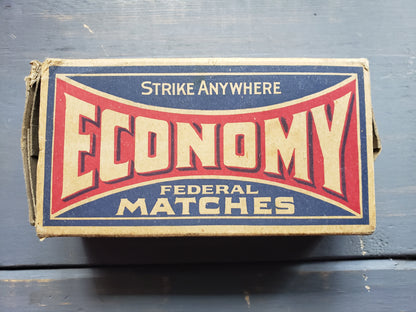 STRIKE ANYWHERE
ECONOMY
FEDERAL
MATCHES